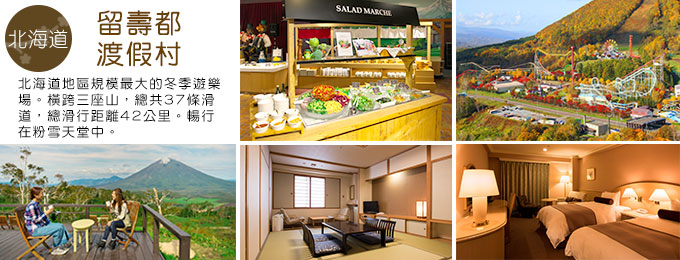 北海道
留壽都
渡假村
北海道地區規模最大的冬季遊樂
場。橫跨三座山，總共37條滑
道，總滑行距離42公里。暢行
在粉雪天堂中。
SALAD MARCHE